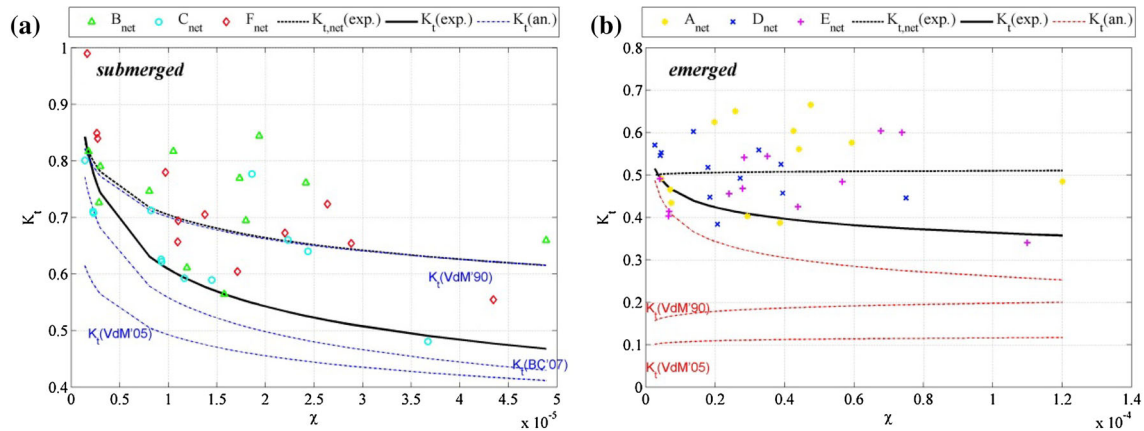 (a)
B_net C_net F_net K_t,net(exp.) K_t(exp.) K_t(an.)
submerged
1
0.9
0.8
0.7
0.6
0.5
0.4
K_t
K_t(VdM'90)
K_t(VdM'05)
K_t(BC'07)
0 0.5 1 1.5 2 2.5 3 3.5 4 4.5 5
χ
x 10^-5
(b)
A_net D_net E_net K_t,net(exp.) K_t(exp.) K_t(an.)
emerged
0.8
0.7
0.6
0.5
0.4
0.3
0.2
0.1
0
K_t
K_t(VdM'90)
K_t(VdM'05)
0 0.2 0.4 0.6 0.8 1 1.2 1.4
χ
x 10^-4